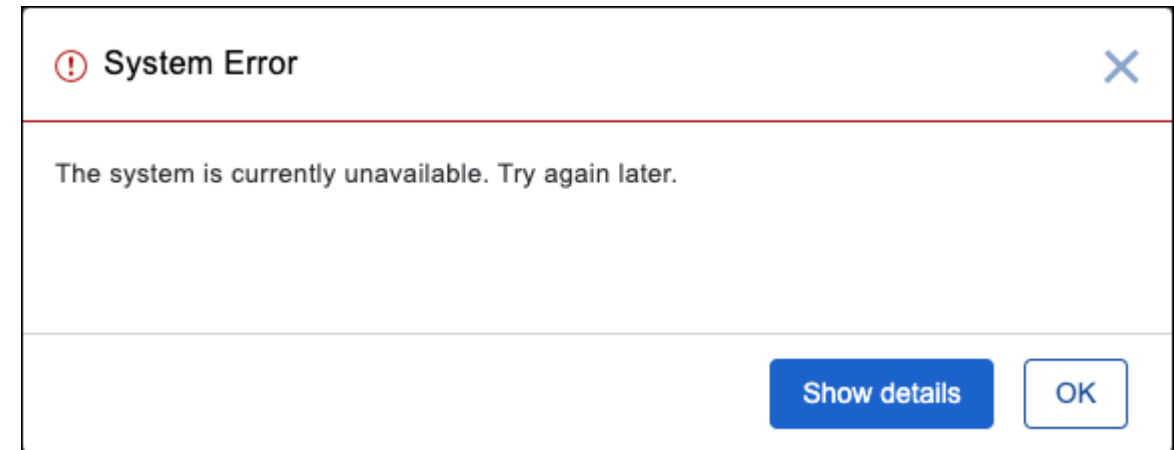 System Error
The system is currently unavailable. Try again later.
Show details
OK